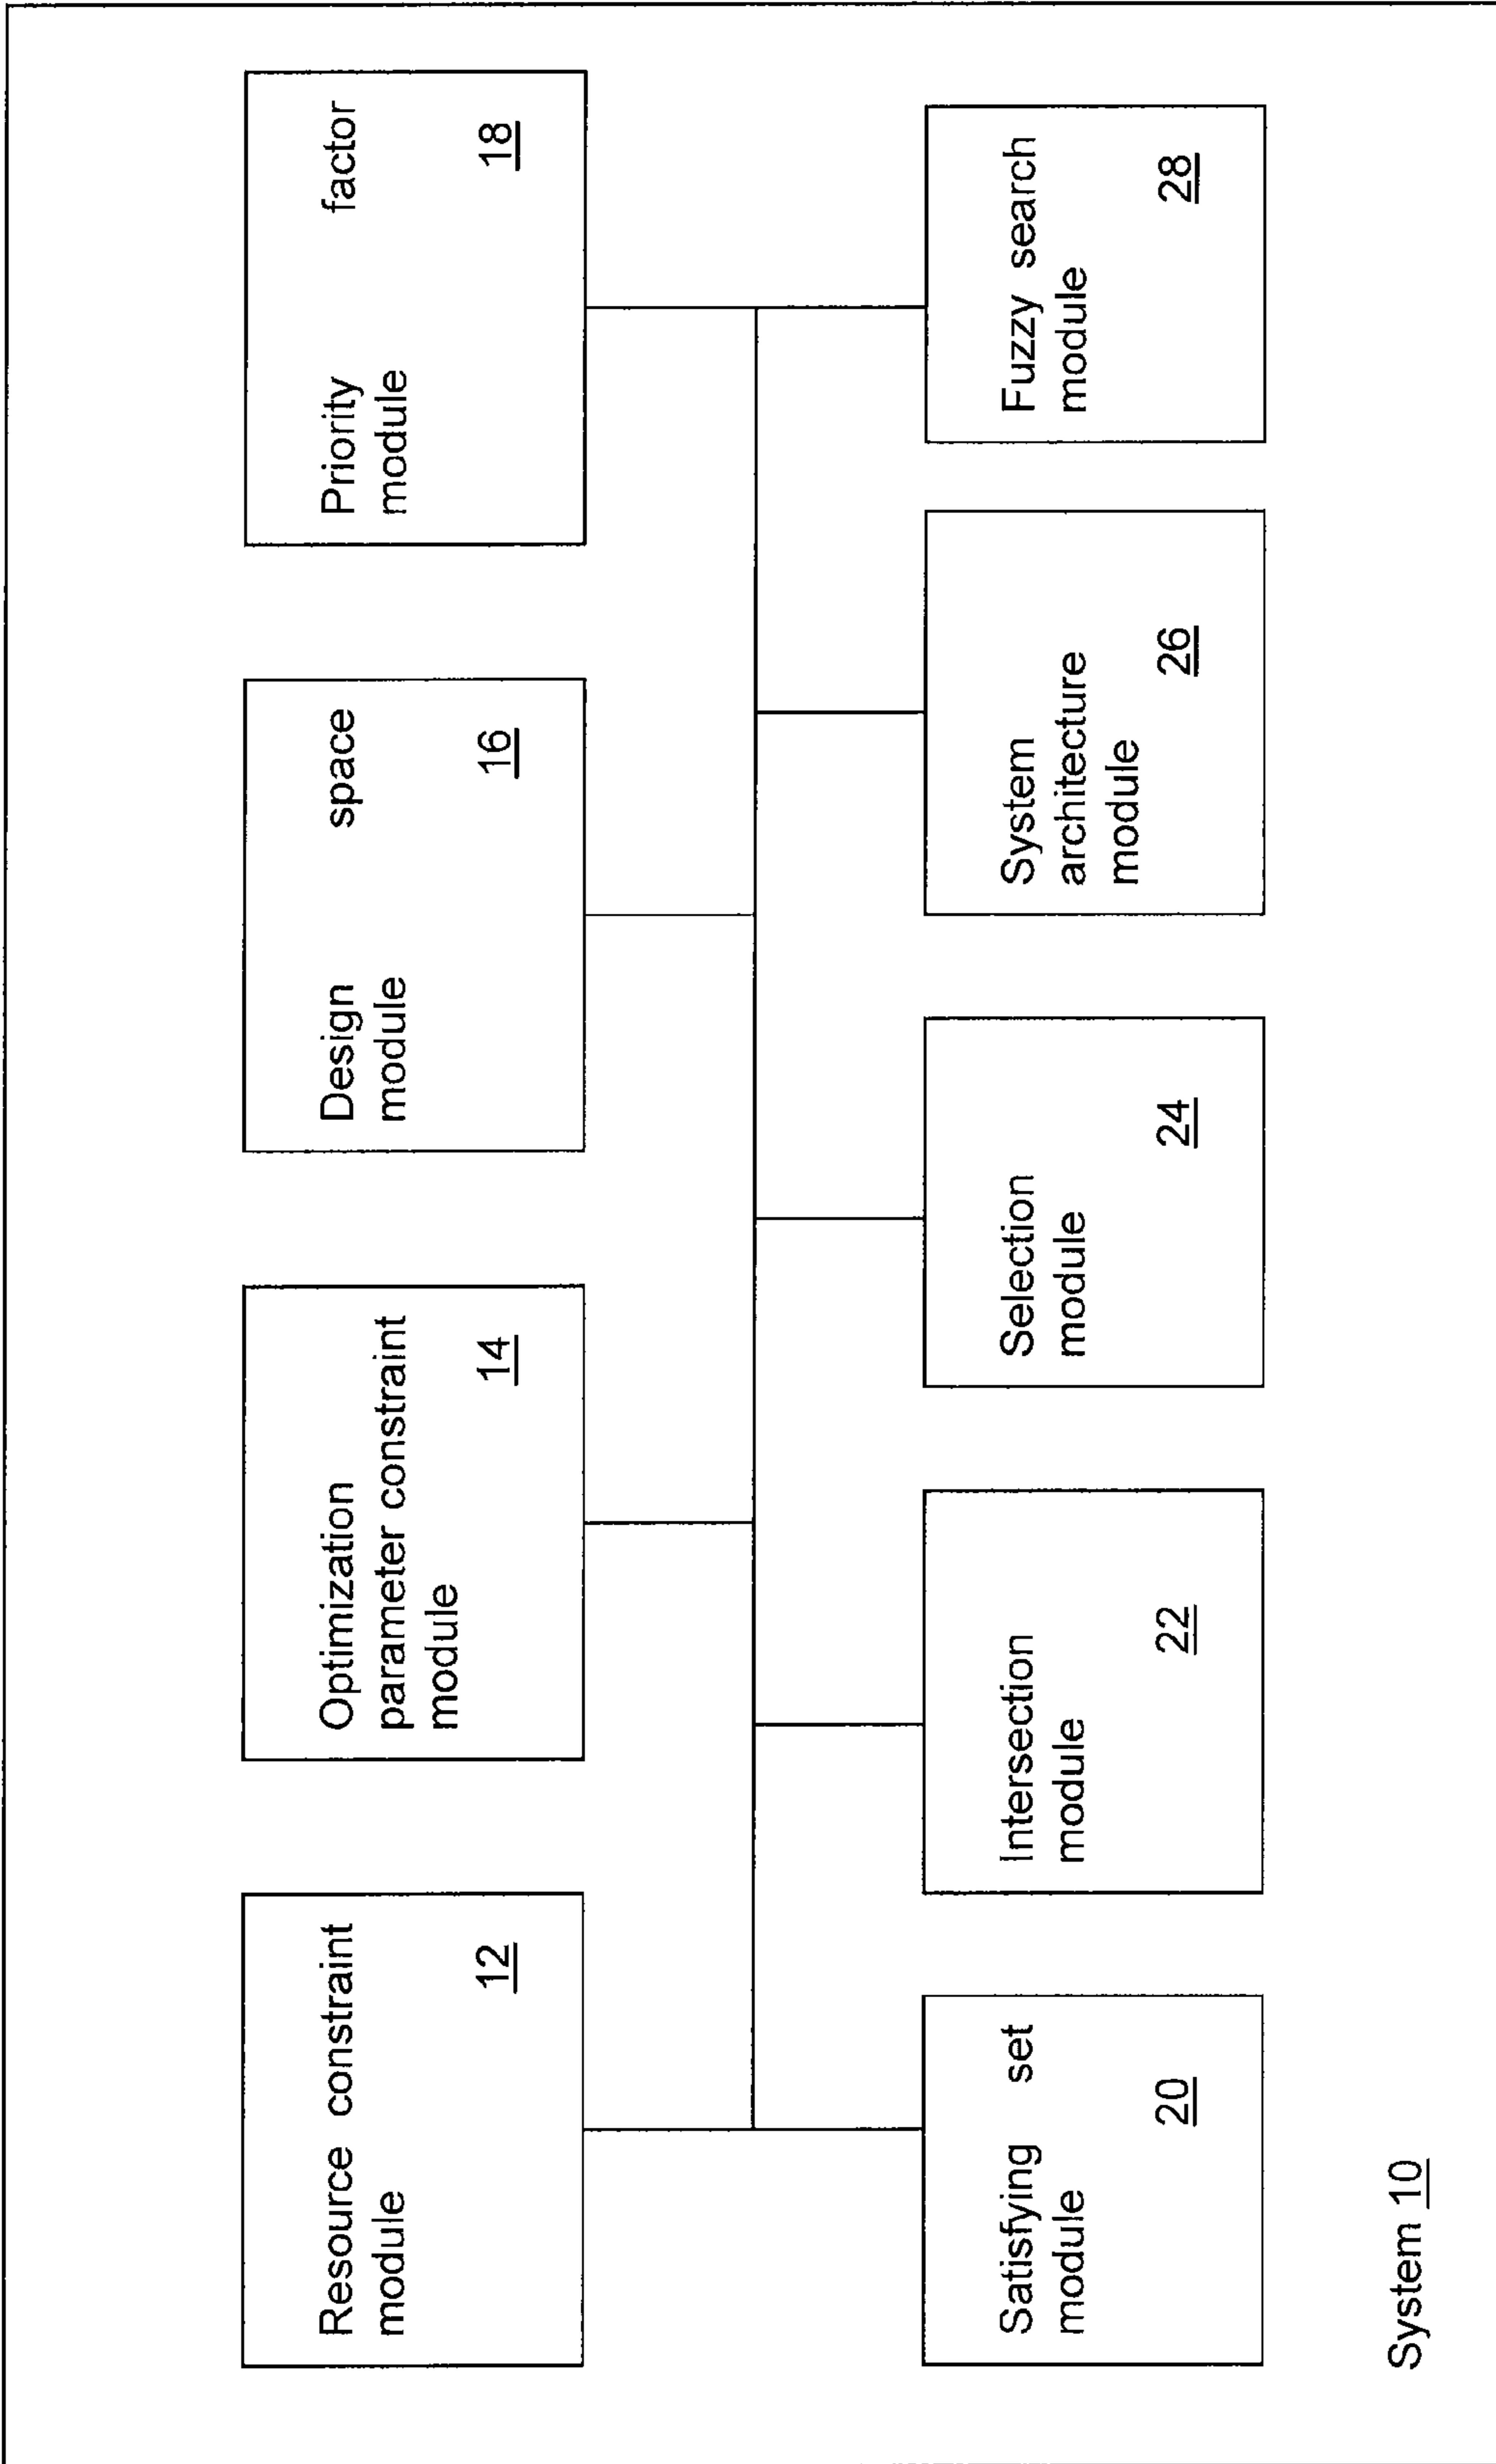 Resource constraint
module
12
Optimization
parameter constraint
module
14
Design space
module
16
Priority factor
module
18
Satisfying set
module
20
Intersection
module
22
Selection
module
24
System
architecture
module
26
Fuzzy search
module
28
System 10